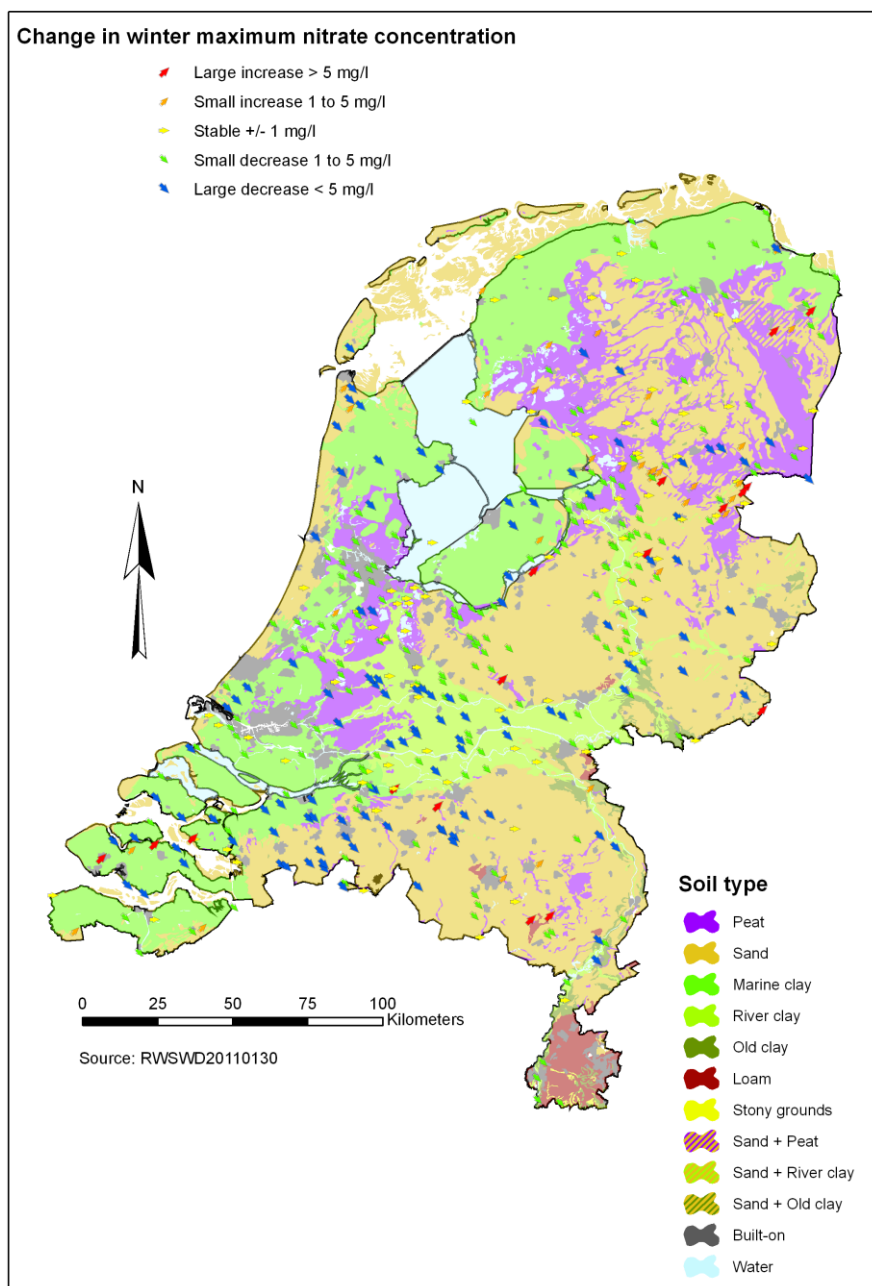 Change in winter maximum nitrate concentration
Large increase > 5 mg/l
Small increase 1 to 5 mg/l
Stable +/- 1 mg/l
Small decrease 1 to 5 mg/l
Large decrease < 5 mg/l
N
Soil type
Peat
Sand
Marine clay
River clay
Old clay
Loam
Stony grounds
Sand + Peat
Sand + River clay
Sand + Old clay
Built-on
Water
0 25 50 75 100
Kilometers
Source: RWSWD20110130